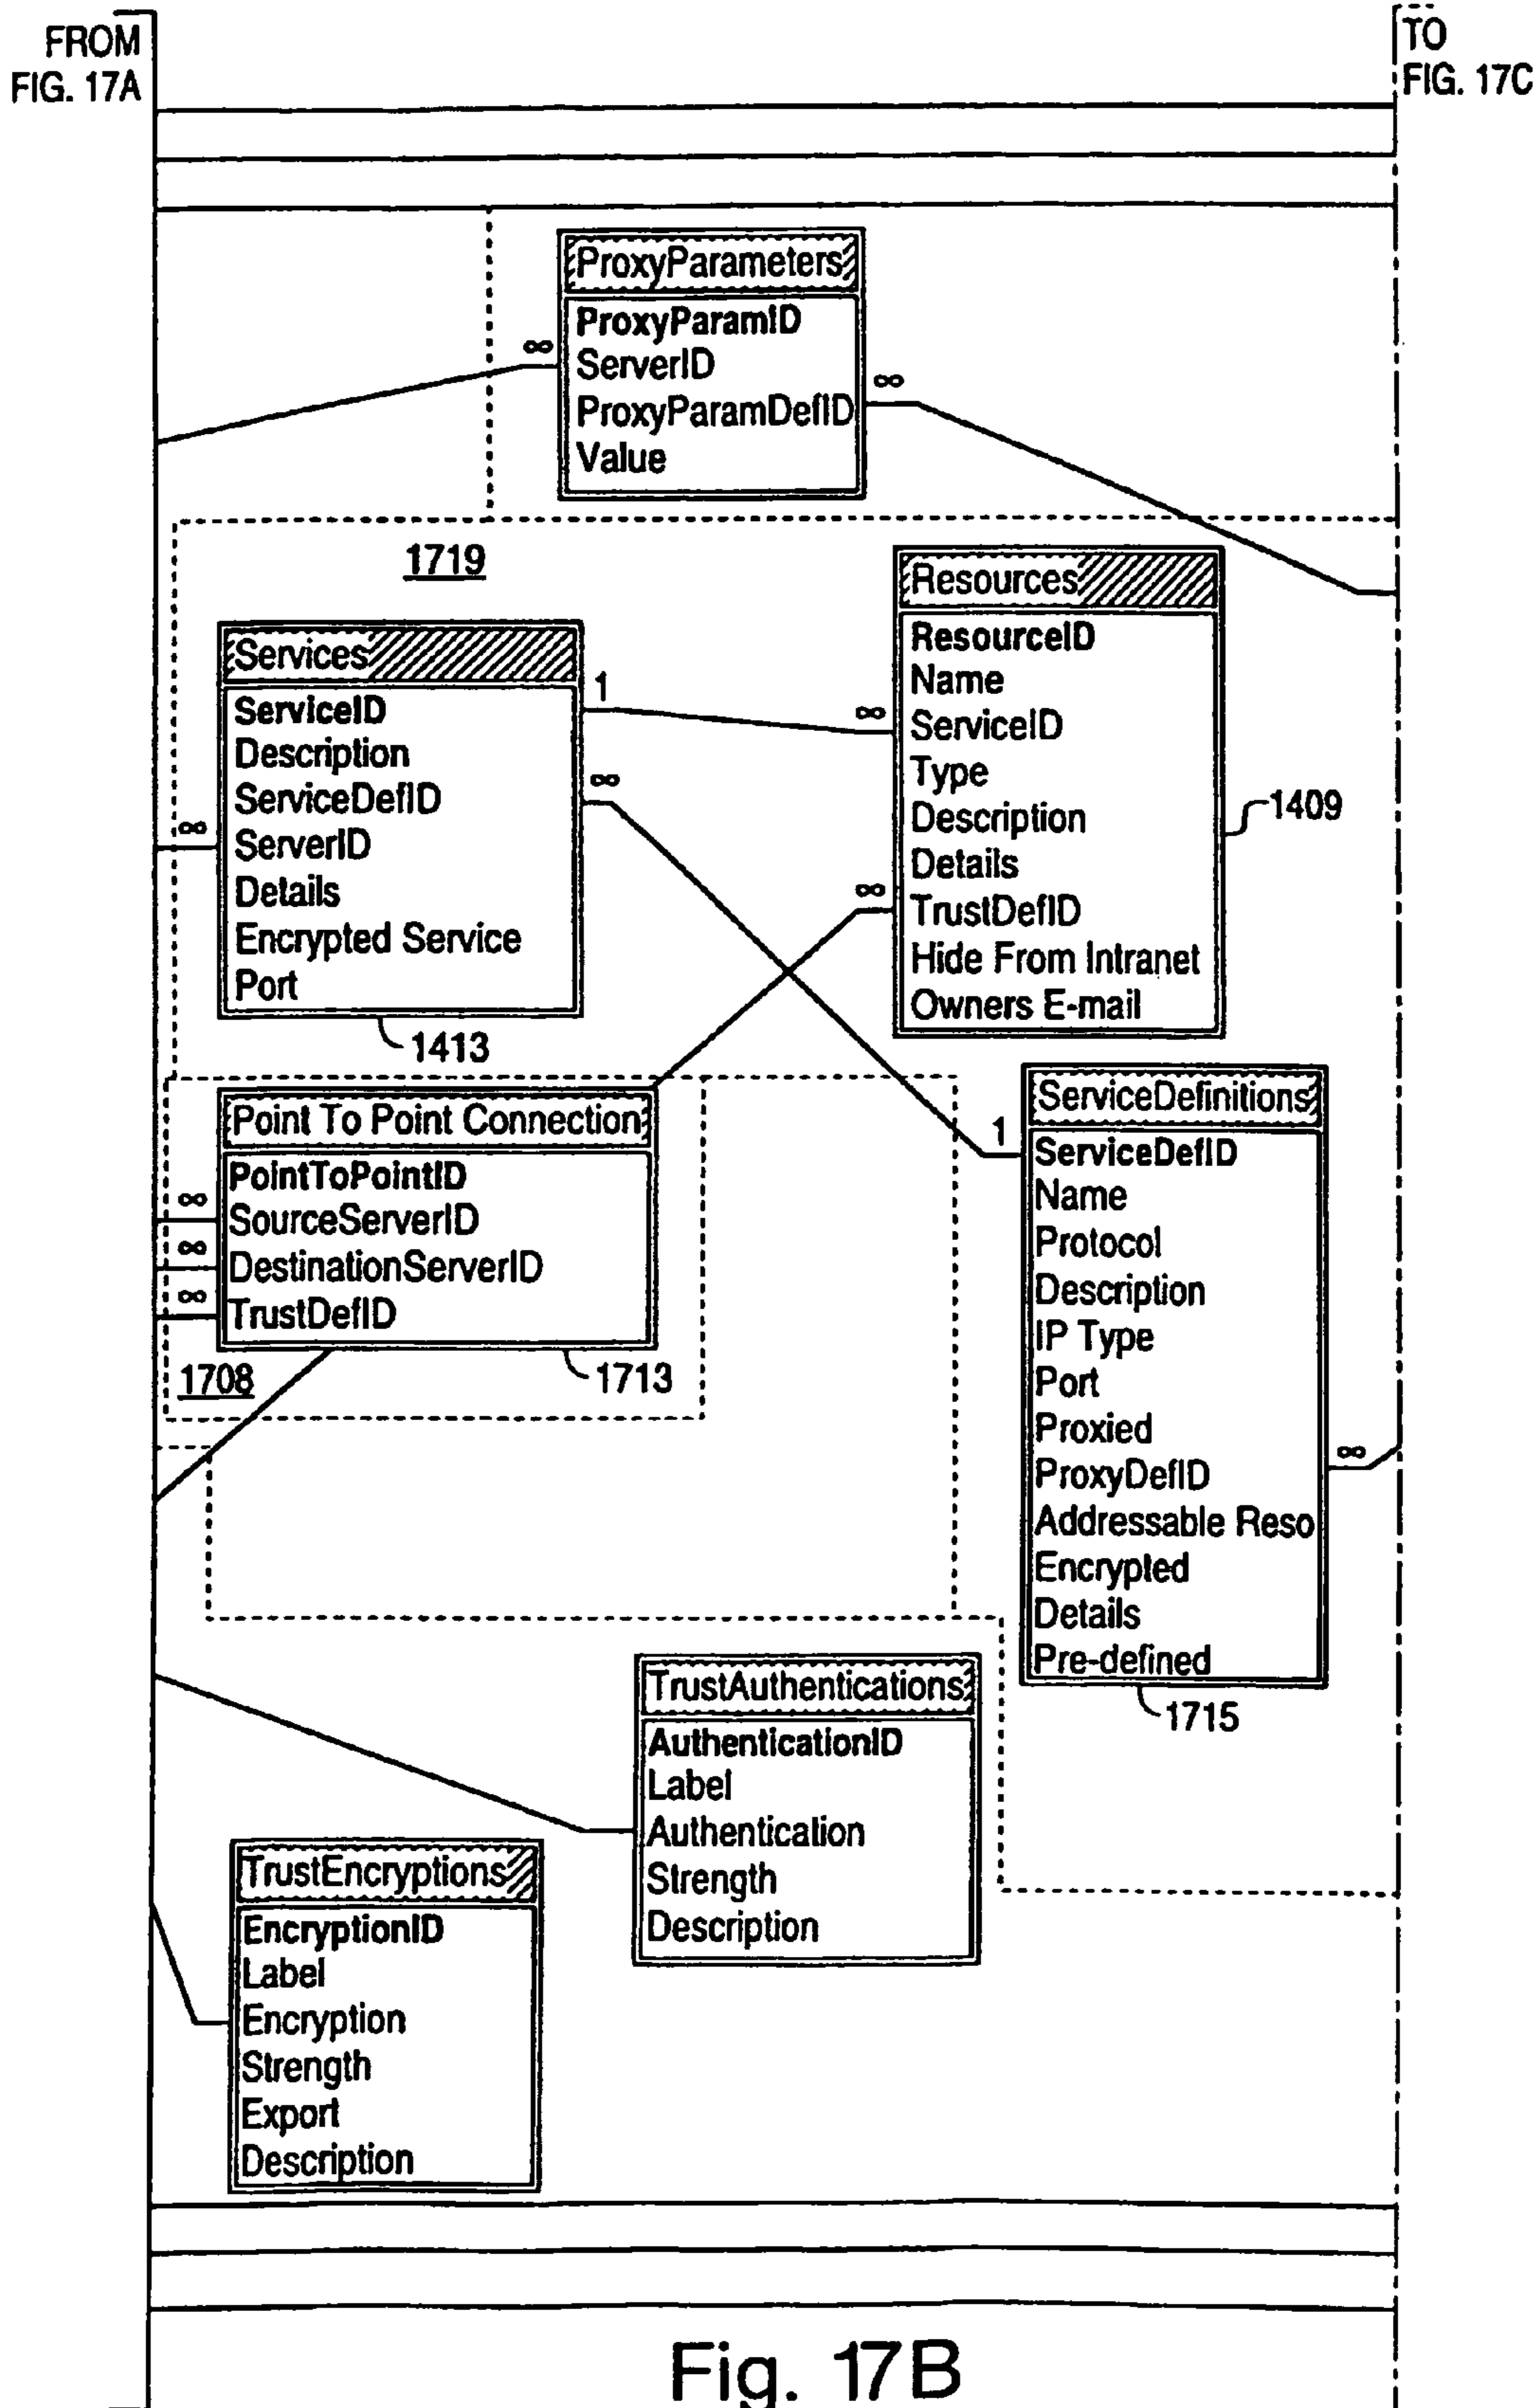 FROM
FIG. 17A
TO
FIG. 17C
ProxyParameters
ProxyParamID
∞
ServerID
∞
ProxyParamDefID
Value
1719
Resources
ResourceID
Name
∞
ServiceID
Type
Description
Details
∞
TrustDefID
Hide From Intranet
Owners E-mail
1409
Services
1
ServiceID
Description
∞
ServiceDefID
∞
ServerID
Details
Encrypted Service
Port
1413
Point To Point Connection
PointToPointID
∞
SourceServerID
∞
DestinationServerID
∞
TrustDefID
1708
1713
ServiceDefinitions
1
ServiceDefID
Name
Protocol
Description
IP Type
Port
Proxied
∞
ProxyDefID
Addressable Reso
Encrypted
Details
Pre-defined
1715
TrustAuthentications
AuthenticationID
Label
Authentication
Strength
Description
TrustEncryptions
EncryptionID
Label
Encryption
Strength
Export
Description
Fig. 17B